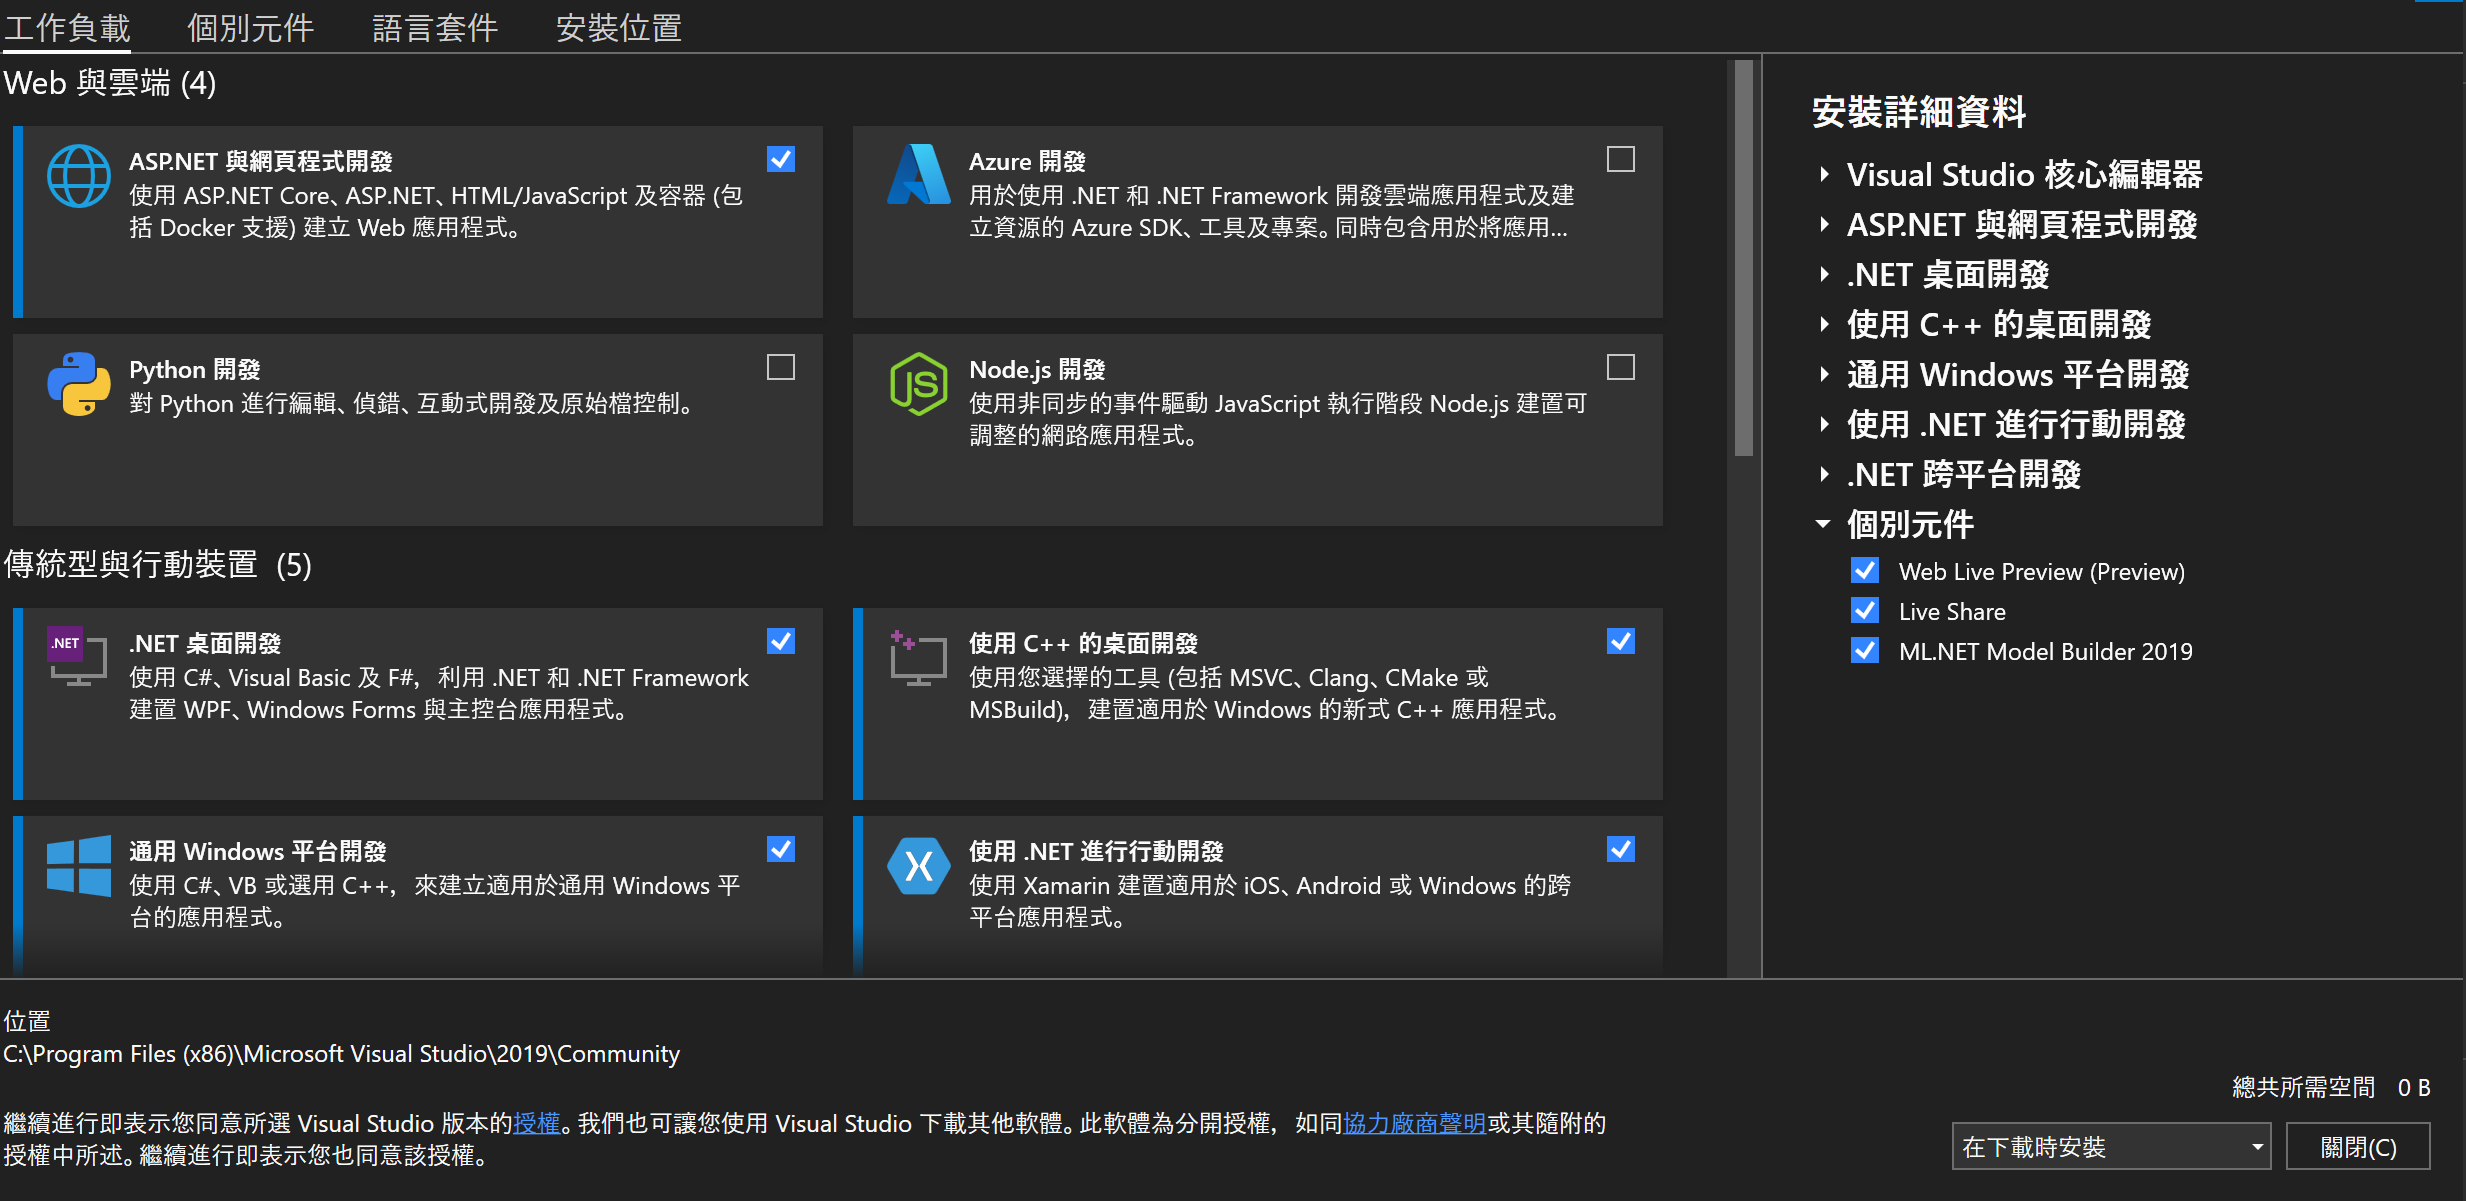 工作負載 個別元件 語言套件 安裝位置
Web 與雲端 (4)
ASP.NET 與網頁程式開發
使用 ASP.NET Core、ASP.NET、HTML/JavaScript 及容器 (包
括 Docker 支援) 建立 Web 應用程式。
Azure 開發
用於使用 .NET 和 .NET Framework 開發雲端應用程式及建
立資源的 Azure SDK、工具及專案。同時包含用於將應用...
Python 開發
對 Python 進行編輯、偵錯、互動式開發及原始檔控制。
JS
Node.js 開發
使用非同步的事件驅動 JavaScript 執行階段 Node.js 建置可
調整的網路應用程式。
傳統型與行動裝置 (5)
.NET
.NET 桌面開發
使用 C#、Visual Basic 及 F#，利用 .NET 和 .NET Framework
建置 WPF、Windows Forms 與主控台應用程式。
++
使用 C++ 的桌面開發
使用您選擇的工具 (包括 MSVC、Clang、CMake 或
MSBuild)，建置適用於 Windows 的新式 C++ 應用程式。
通用 Windows 平台開發
使用 C#、VB 或選用 C++，來建立適用於通用 Windows 平
台的應用程式。
X
使用 .NET 進行行動開發
使用 Xamarin 建置適用於 iOS、Android 或 Windows 的跨
平台應用程式。
安裝詳細資料
Visual Studio 核心編輯器
ASP.NET 與網頁程式開發
.NET 桌面開發
使用 C++ 的桌面開發
通用 Windows 平台開發
使用 .NET 進行行動開發
.NET 跨平台開發
個別元件
Web Live Preview (Preview)
Live Share
ML.NET Model Builder 2019
位置
C:\Program Files (x86)\Microsoft Visual Studio\2019\Community
繼續進行即表示您同意所選 Visual Studio 版本的授權。我們也可讓您使用 Visual Studio 下載其他軟體。此軟體為分開授權，如同協力廠商聲明或其隨附的
授權中所述。繼續進行即表示您也同意該授權。
總共所需空間 0 B
在下載時安裝
關閉(C)